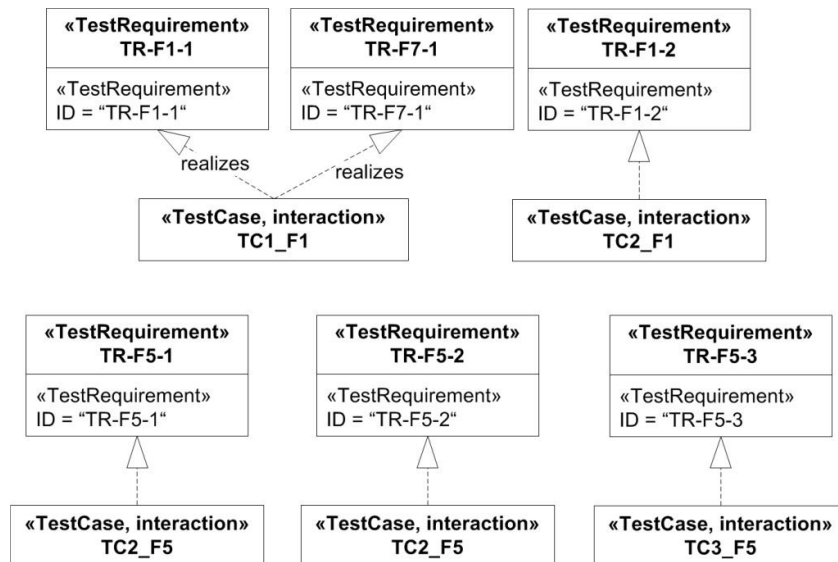 «TestRequirement»
TR-F1-1
«TestRequirement»
ID = “TR-F1-1“
«TestRequirement»
TR-F7-1
«TestRequirement»
ID = “TR-F7-1“
«TestRequirement»
TR-F1-2
«TestRequirement»
ID = “TR-F1-2“
realizes
realizes
«TestCase, interaction»
TC1_F1
«TestCase, interaction»
TC2_F1
«TestRequirement»
TR-F5-1
«TestRequirement»
ID = “TR-F5-1“
«TestRequirement»
TR-F5-2
«TestRequirement»
ID = “TR-F5-2“
«TestRequirement»
TR-F5-3
«TestRequirement»
ID = “TR-F5-3
«TestCase, interaction»
TC2_F5
«TestCase, interaction»
TC2_F5
«TestCase, interaction»
TC3_F5